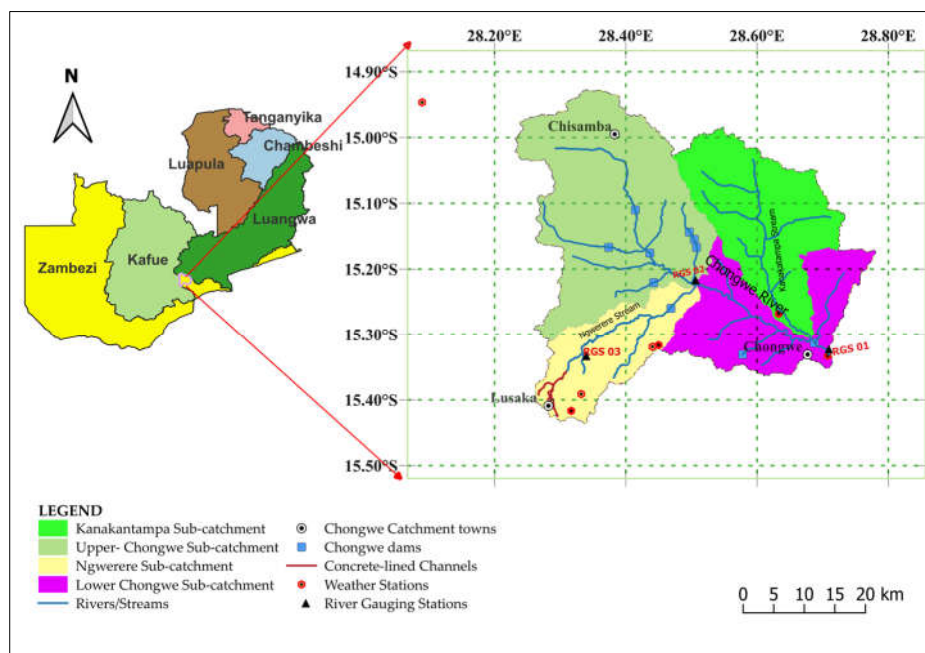 28.20°E 28.40°E 28.60°E 28.80°E
N
14.90°S
15.00°S
15.10°S
15.20°S
15.30°S
15.40°S
15.50°S
Tanganyika
Chambeshi
Luapula
Luangwa
Kafue
Zambezi
Chisamba
Kanakantampa Stream
Chongwe River
RGS 02
Ngwerere Stream
RGS 03
Chongwe
RGS 01
Lusaka
LEGEND
Kanakantampa Sub-catchment
Upper- Chongwe Sub-catchment
Ngwerere Sub-catchment
Lower Chongwe Sub-catchment
Rivers/Streams
Chongwe Catchment towns
Chongwe dams
Concrete-lined Channels
Weather Stations
River Gauging Stations
0 5 10 15 20 km